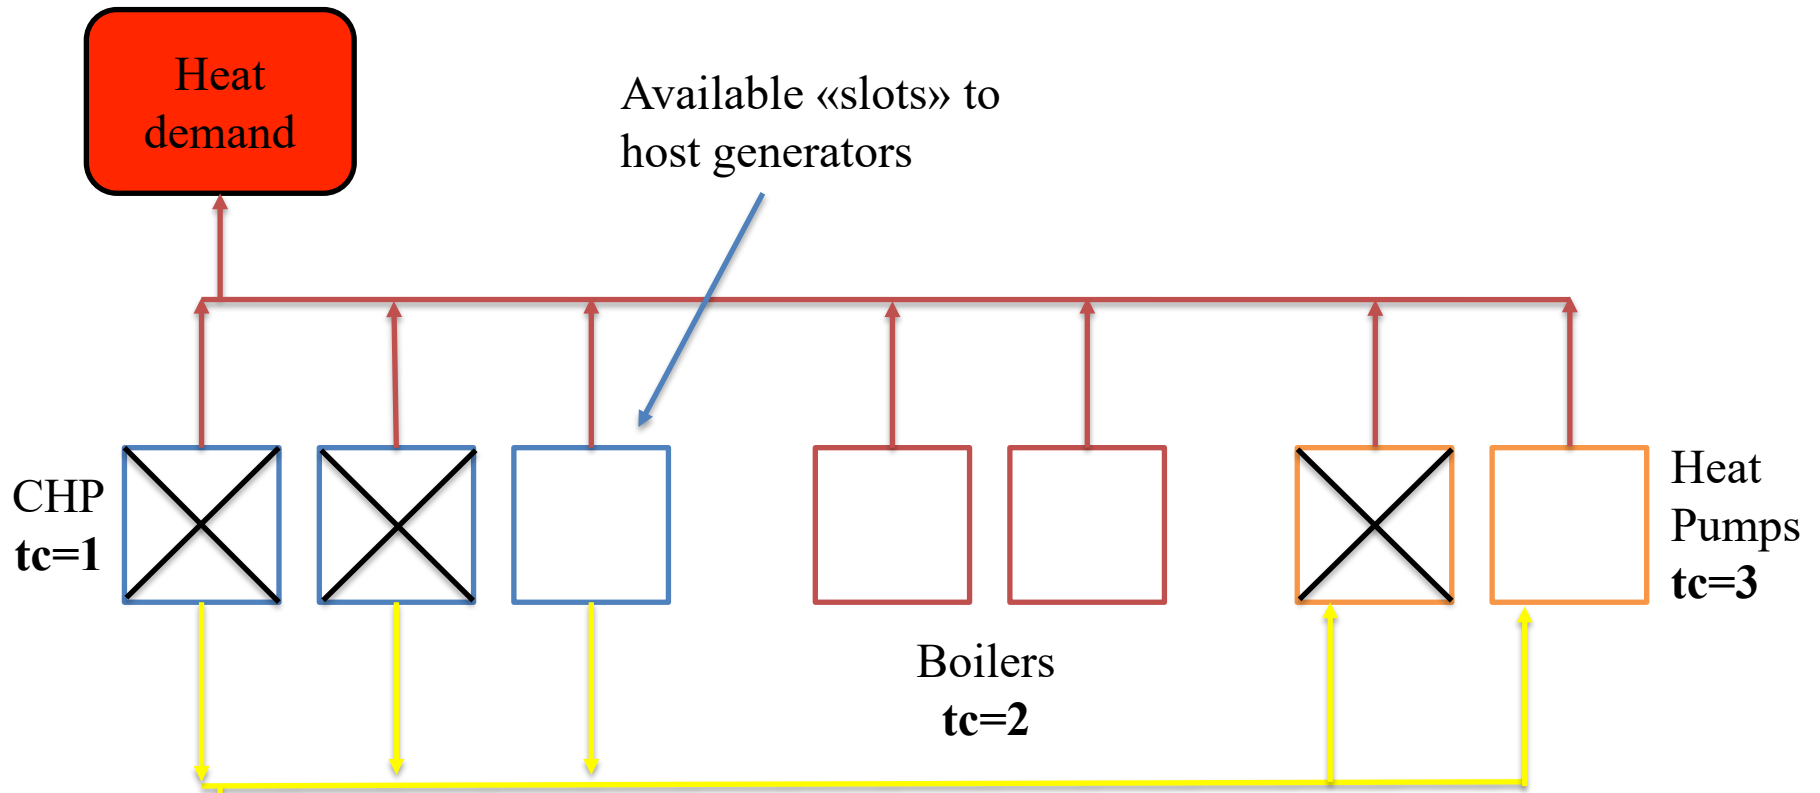 Heat
demand
Available «slots» to
host generators
CHP
tc=1
Boilers
tc=2
Heat
Pumps
tc=3